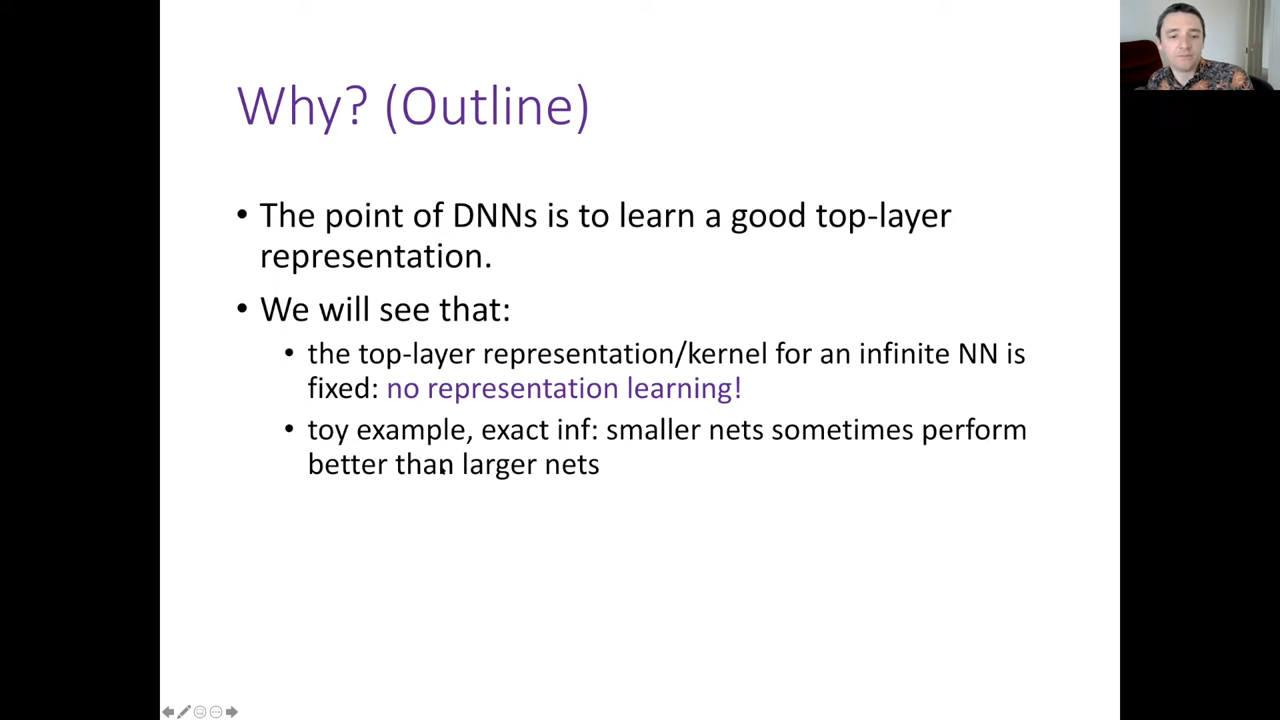 Why? (Outline)
• The point of DNNs is to learn a good top-layer
representation.
• We will see that:
• the top-layer representation/kernel for an infinite NN is
fixed: no representation learning!
• toy example, exact inf: smaller nets sometimes perform
better than larger nets